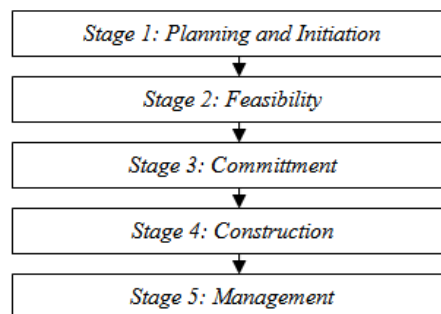 Stage 1: Planning and Initiation
Stage 2: Feasibility
Stage 3: Committment
Stage 4: Construction
Stage 5: Management